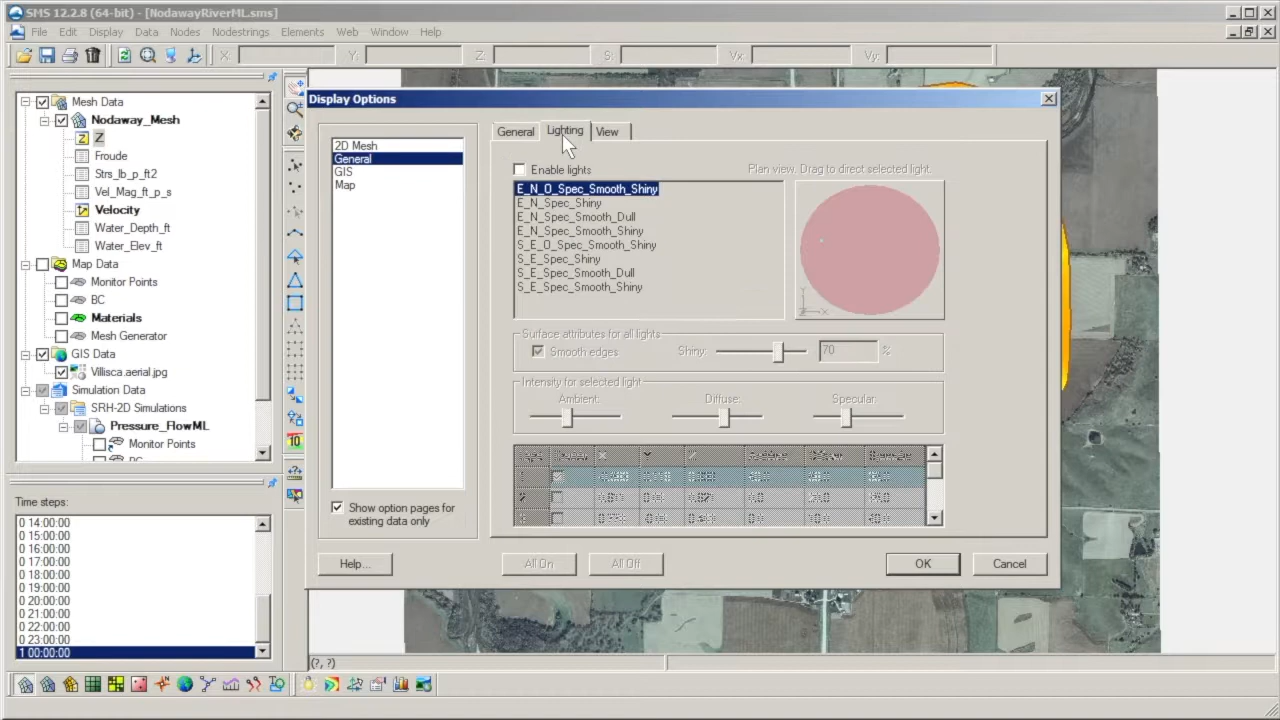 SMS 12.2.8 (64-bit) - [NodawayRiverML.sms]
File Edit Display Data Nodes Nodestrings Elements Web Window Help
X: Y: Z: S: Vx: Vy:
Mesh Data
Nodaway_Mesh
Z
Froude
Strs_lb_p_ft2
Vel_Mag_ft_p_s
Velocity
Water_Depth_ft
Water_Elev_ft
Map Data
Monitor Points
BC
Materials
Mesh Generator
GIS Data
Villisca.aerial.jpg
Simulation Data
SRH-2D Simulations
Pressure_FlowML
Monitor Points
BC
Time steps:
0 14:00:00
0 15:00:00
0 16:00:00
0 17:00:00
0 18:00:00
0 19:00:00
0 20:00:00
0 21:00:00
0 22:00:00
0 23:00:00
1 00:00:00
10
Display Options
2D Mesh
General
GIS
Map
Show option pages for
existing data only
General Lighting View
Enable lights
Plan view. Drag to direct selected light.
E_N_O_Spec_Smooth_Shiny
E_N_Spec_Shiny
E_N_Spec_Smooth_Dull
E_N_Spec_Smooth_Shiny
S_E_O_Spec_Smooth_Shiny
S_E_Spec_Shiny
S_E_Spec_Smooth_Dull
S_E_Spec_Smooth_Shiny
Surface attributes for all lights
Smooth edges Shiny: 70 %
Intensity for selected light
Ambient: Diffuse: Specular:
Help... All On All Off OK Cancel
(?, ?)